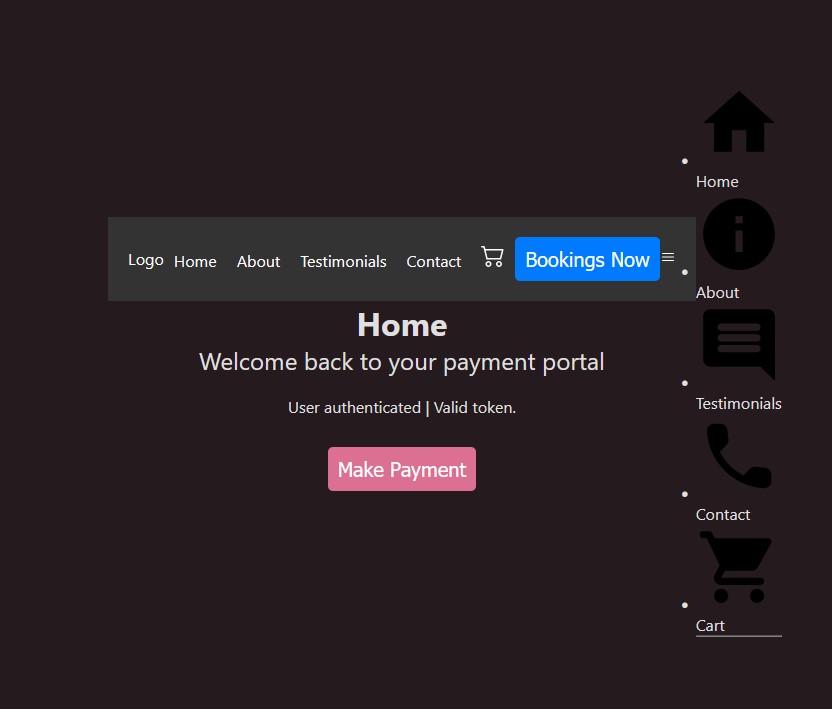 Logo Home About Testimonials Contact Bookings Now
Home
Welcome back to your payment portal
User authenticated | Valid token.
Make Payment
Home
About
Testimonials
Contact
Cart